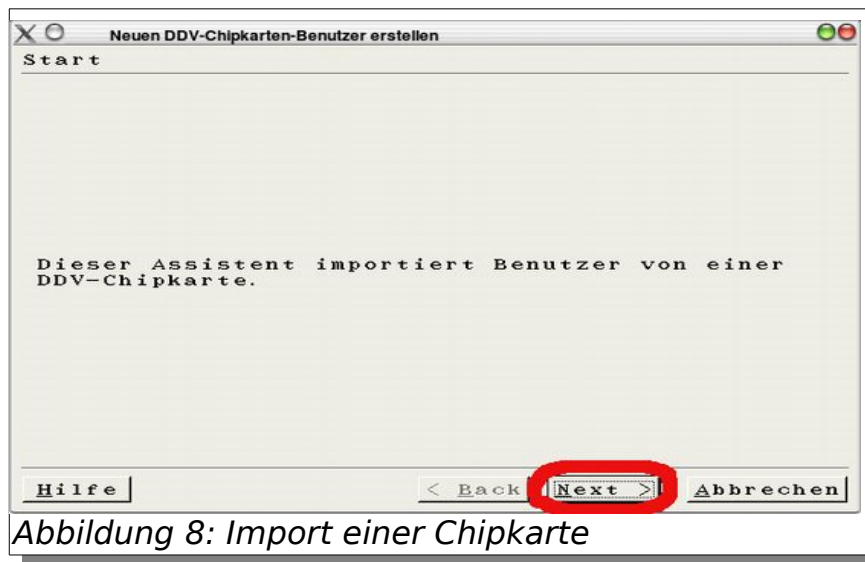 Neuen DDV-Chipkarten-Benutzer erstellen
Start
Dieser Assistent importiert Benutzer von einer
DDV-Chipkarte.
Hilfe < Back Next > Abbrechen
Abbildung 8: Import einer Chipkarte